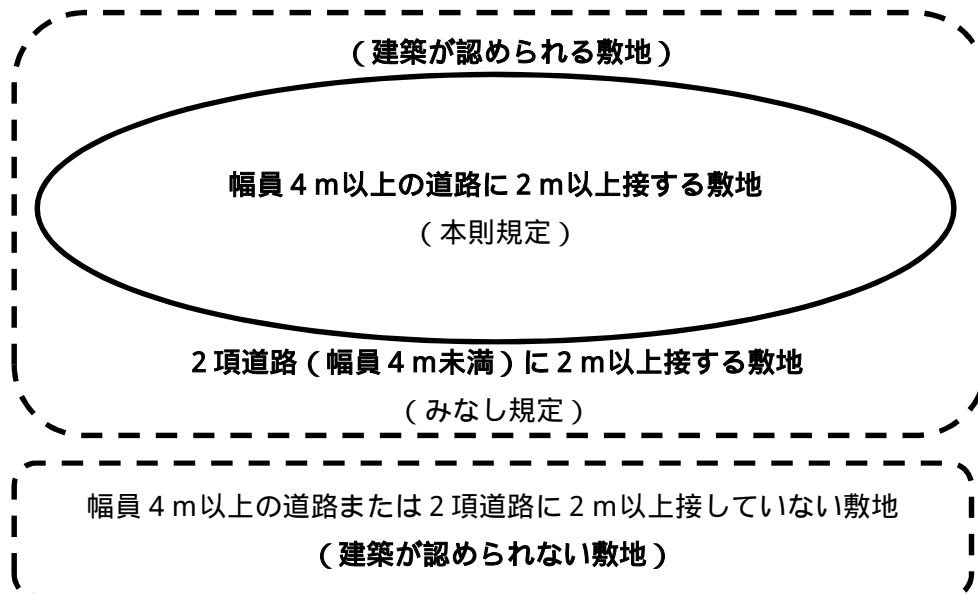 （建築が認められる敷地）
幅員４ｍ以上の道路に２ｍ以上接する敷地
（本則規定）
２項道路（幅員４ｍ未満）に２ｍ以上接する敷地
（みなし規定）
幅員４ｍ以上の道路または２項道路に２ｍ以上接していない敷地
（建築が認められない敷地）